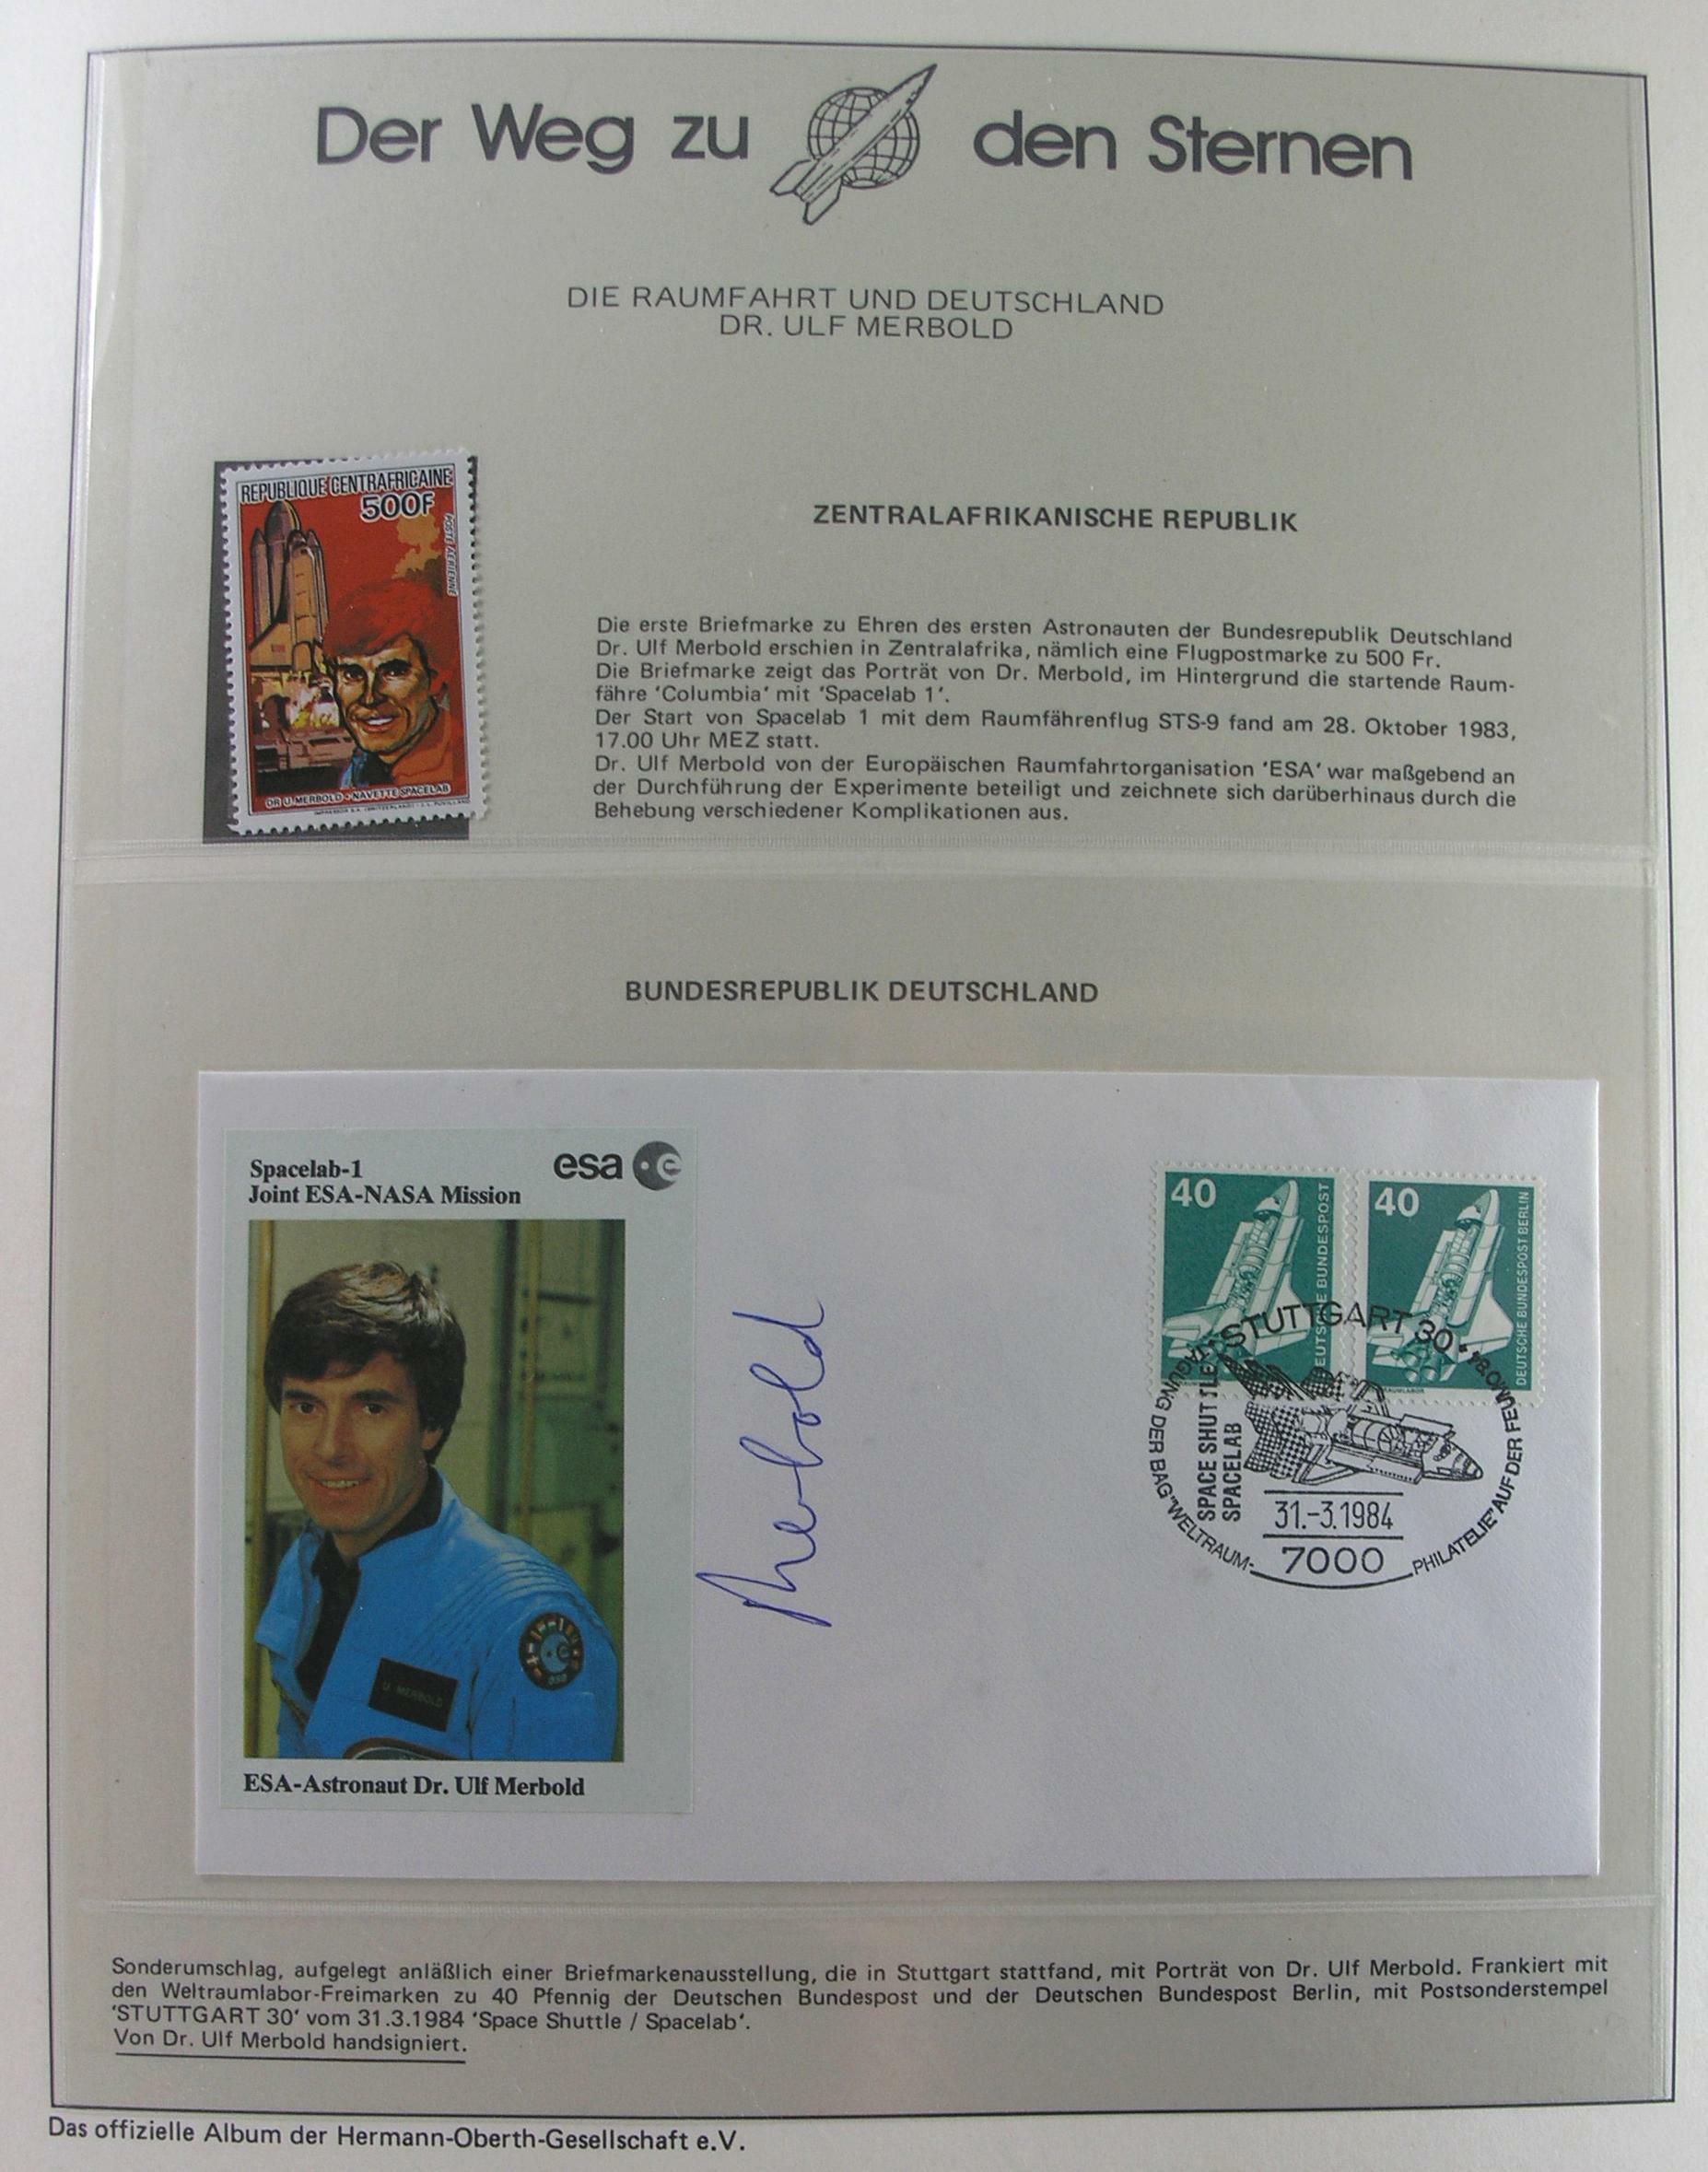 Der Weg zu den Sternen
DIE RAUMFAHRT UND DEUTSCHLAND
DR. ULF MERBOLD
REPUBLIQUE CENTRAFRICAINE
500F
POSTE AERIENNE
DR U. MERBOLD - NAVETTE SPACELAB
ZENTRALAFRIKANISCHE REPUBLIK
Die erste Briefmarke zu Ehren des ersten Astronauten der Bundesrepublik Deutschland
Dr. Ulf Merbold erschien in Zentralafrika, nämlich eine Flugpostmarke zu 500 Fr.
Die Briefmarke zeigt das Porträt von Dr. Merbold, im Hintergrund die startende Raum-
fähre ‘Columbia’ mit ‘Spacelab 1’.
Der Start von Spacelab 1 mit dem Raumfährenflug STS-9 fand am 28. Oktober 1983,
17.00 Uhr MEZ statt.
Dr. Ulf Merbold von der Europäischen Raumfahrtorganisation ‘ESA’ war maßgebend an
der Durchführung der Experimente beteiligt und zeichnete sich darüberhinaus durch die
Behebung verschiedener Komplikationen aus.
BUNDESREPUBLIK DEUTSCHLAND
Spacelab-1
Joint ESA-NASA Mission
esa e
U. MERBOLD
esa
ESA-Astronaut Dr. Ulf Merbold
Merbold
40
DEUTSCHE BUNDESPOST
40
DEUTSCHE BUNDESPOST BERLIN
STUTTGART 30
TAGUNG DER BAG "WELTRAUM-
PHILATELIE" AUF DER
SPACE SHUTTLE
SPACELAB
31.-3.1984
7000
Sonderumschlag, aufgelegt anläßlich einer Briefmarkenausstellung, die in Stuttgart stattfand, mit Porträt von Dr. Ulf Merbold. Frankiert mit
den Weltraumlabor-Freimarken zu 40 Pfennig der Deutschen Bundespost und der Deutschen Bundespost Berlin, mit Postsonderstempel
‘STUTTGART 30’ vom 31.3.1984 ‘Space Shuttle / Spacelab’.
Von Dr. Ulf Merbold handsigniert.
Das offizielle Album der Hermann-Oberth-Gesellschaft e.V.